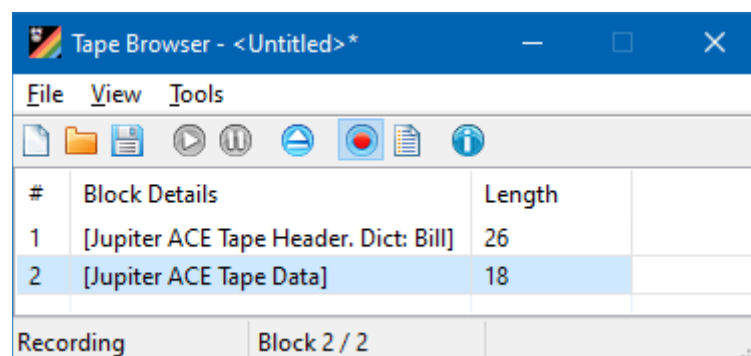 Tape Browser - <Untitled>*
File View Tools
# Block Details Length
1 [Jupiter ACE Tape Header. Dict: Bill] 26
2 [Jupiter ACE Tape Data] 18
Recording Block 2 / 2